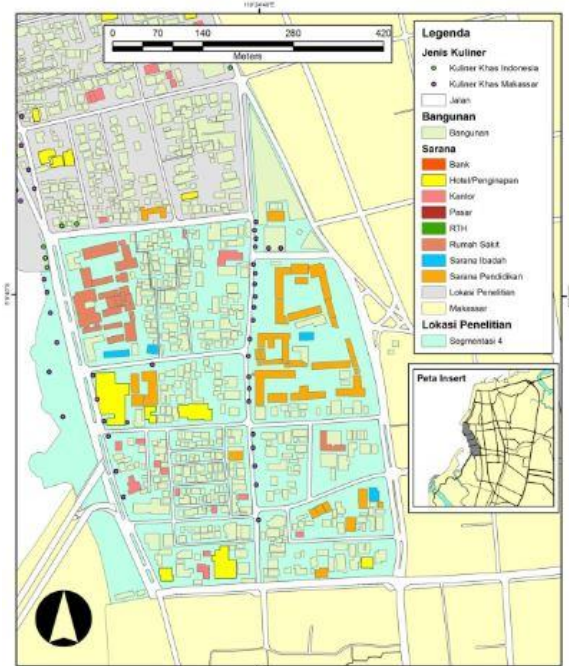 0 70 140 280 420
Meters
Legenda
Jenis Kuliner
Kuliner Khas Indonesia
Kuliner Khas Makassar
Jalan
Bangunan
Bangunan
Sarana
Bank
Hotel/Penginapan
Kantor
Pasar
RTH
Rumah Sakit
Sarana Ibadah
Sarana Pendidikan
Lokasi Penelitian
Makassar
Lokasi Penelitian
Segmentasi 4
Peta Insert